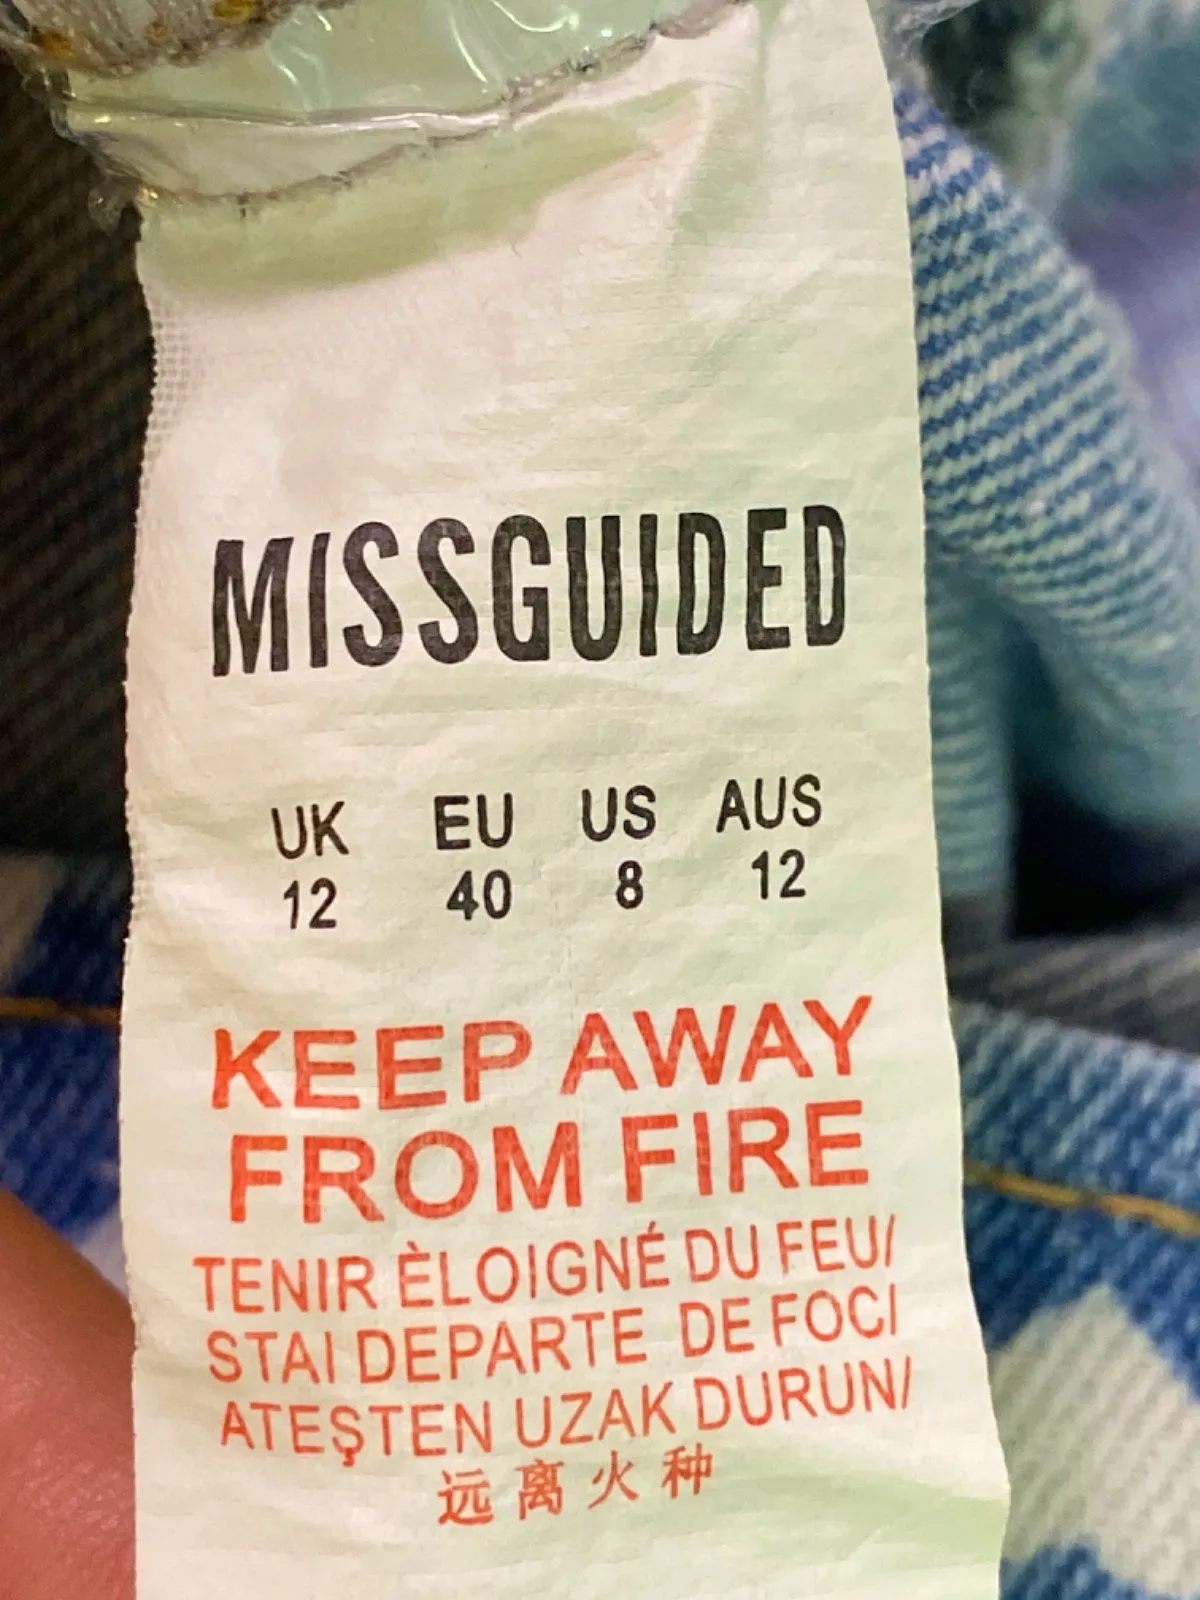 MISSGUIDED
UK EU US AUS
12 40 8 12
KEEP AWAY
FROM FIRE
TENIR ÈLOIGNÉ DU FEU/
STAI DEPARTE DE FOC/
ATEŞTEN UZAK DURUN/
远离火种